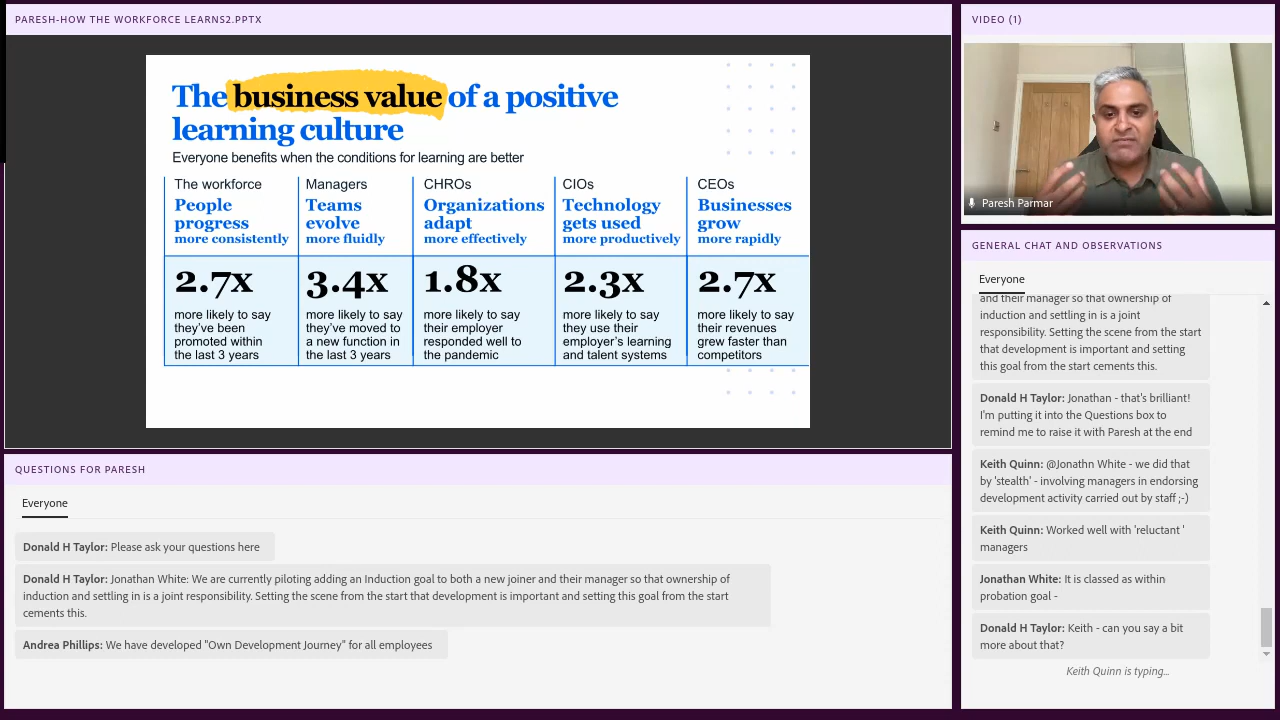 PARESH-HOW THE WORKFORCE LEARNS2.PPTX
The business value of a positive
learning culture
Everyone benefits when the conditions for learning are better
The workforce
People
progress
more consistently
2.7x
more likely to say
they've been
promoted within
the last 3 years
Managers
Teams
evolve
more fluidly
3.4x
more likely to say
they've moved to
a new function in
the last 3 years
CHROs
Organizations
adapt
more effectively
1.8x
more likely to say
their employer
responded well to
the pandemic
CIOs
Technology
gets used
more productively
2.3x
more likely to say
they use their
employer's learning
and talent systems
CEOs
Businesses
grow
more rapidly
2.7x
more likely to say
their revenues
grew faster than
competitors
QUESTIONS FOR PARESH
Everyone
Donald H Taylor: Please ask your questions here
Donald H Taylor: Jonathan White: We are currently piloting adding an Induction goal to both a new joiner and their manager so that ownership of
induction and settling in is a joint responsibility. Setting the scene from the start that development is important and setting this goal from the start
cements this.
Andrea Phillips: We have developed "Own Development Journey" for all employees
VIDEO (1)
Paresh Parmar
GENERAL CHAT AND OBSERVATIONS
Everyone
and their manager so that ownership of
induction and settling in is a joint
responsibility. Setting the scene from the start
that development is important and setting
this goal from the start cements this.
Donald H Taylor: Jonathan - that's brilliant!
I'm putting it into the Questions box to
remind me to raise it with Paresh at the end
Keith Quinn: @Jonathn White - we did that
by 'stealth' - involving managers in endorsing
development activity carried out by staff ;-)
Keith Quinn: Worked well with 'reluctant '
managers
Jonathan White: It is classed as within
probation goal -
Donald H Taylor: Keith - can you say a bit
more about that?
Keith Quinn is typing...